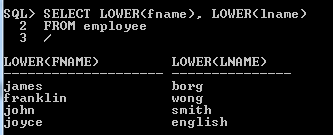 SQL> SELECT LOWER(fname), LOWER(lname)
  2  FROM employee
  3  /
LOWER(FNAME)         LOWER(LNAME)
-------------------- ---------------
james                borg
franklin             wong
john                 smith
joyce                english